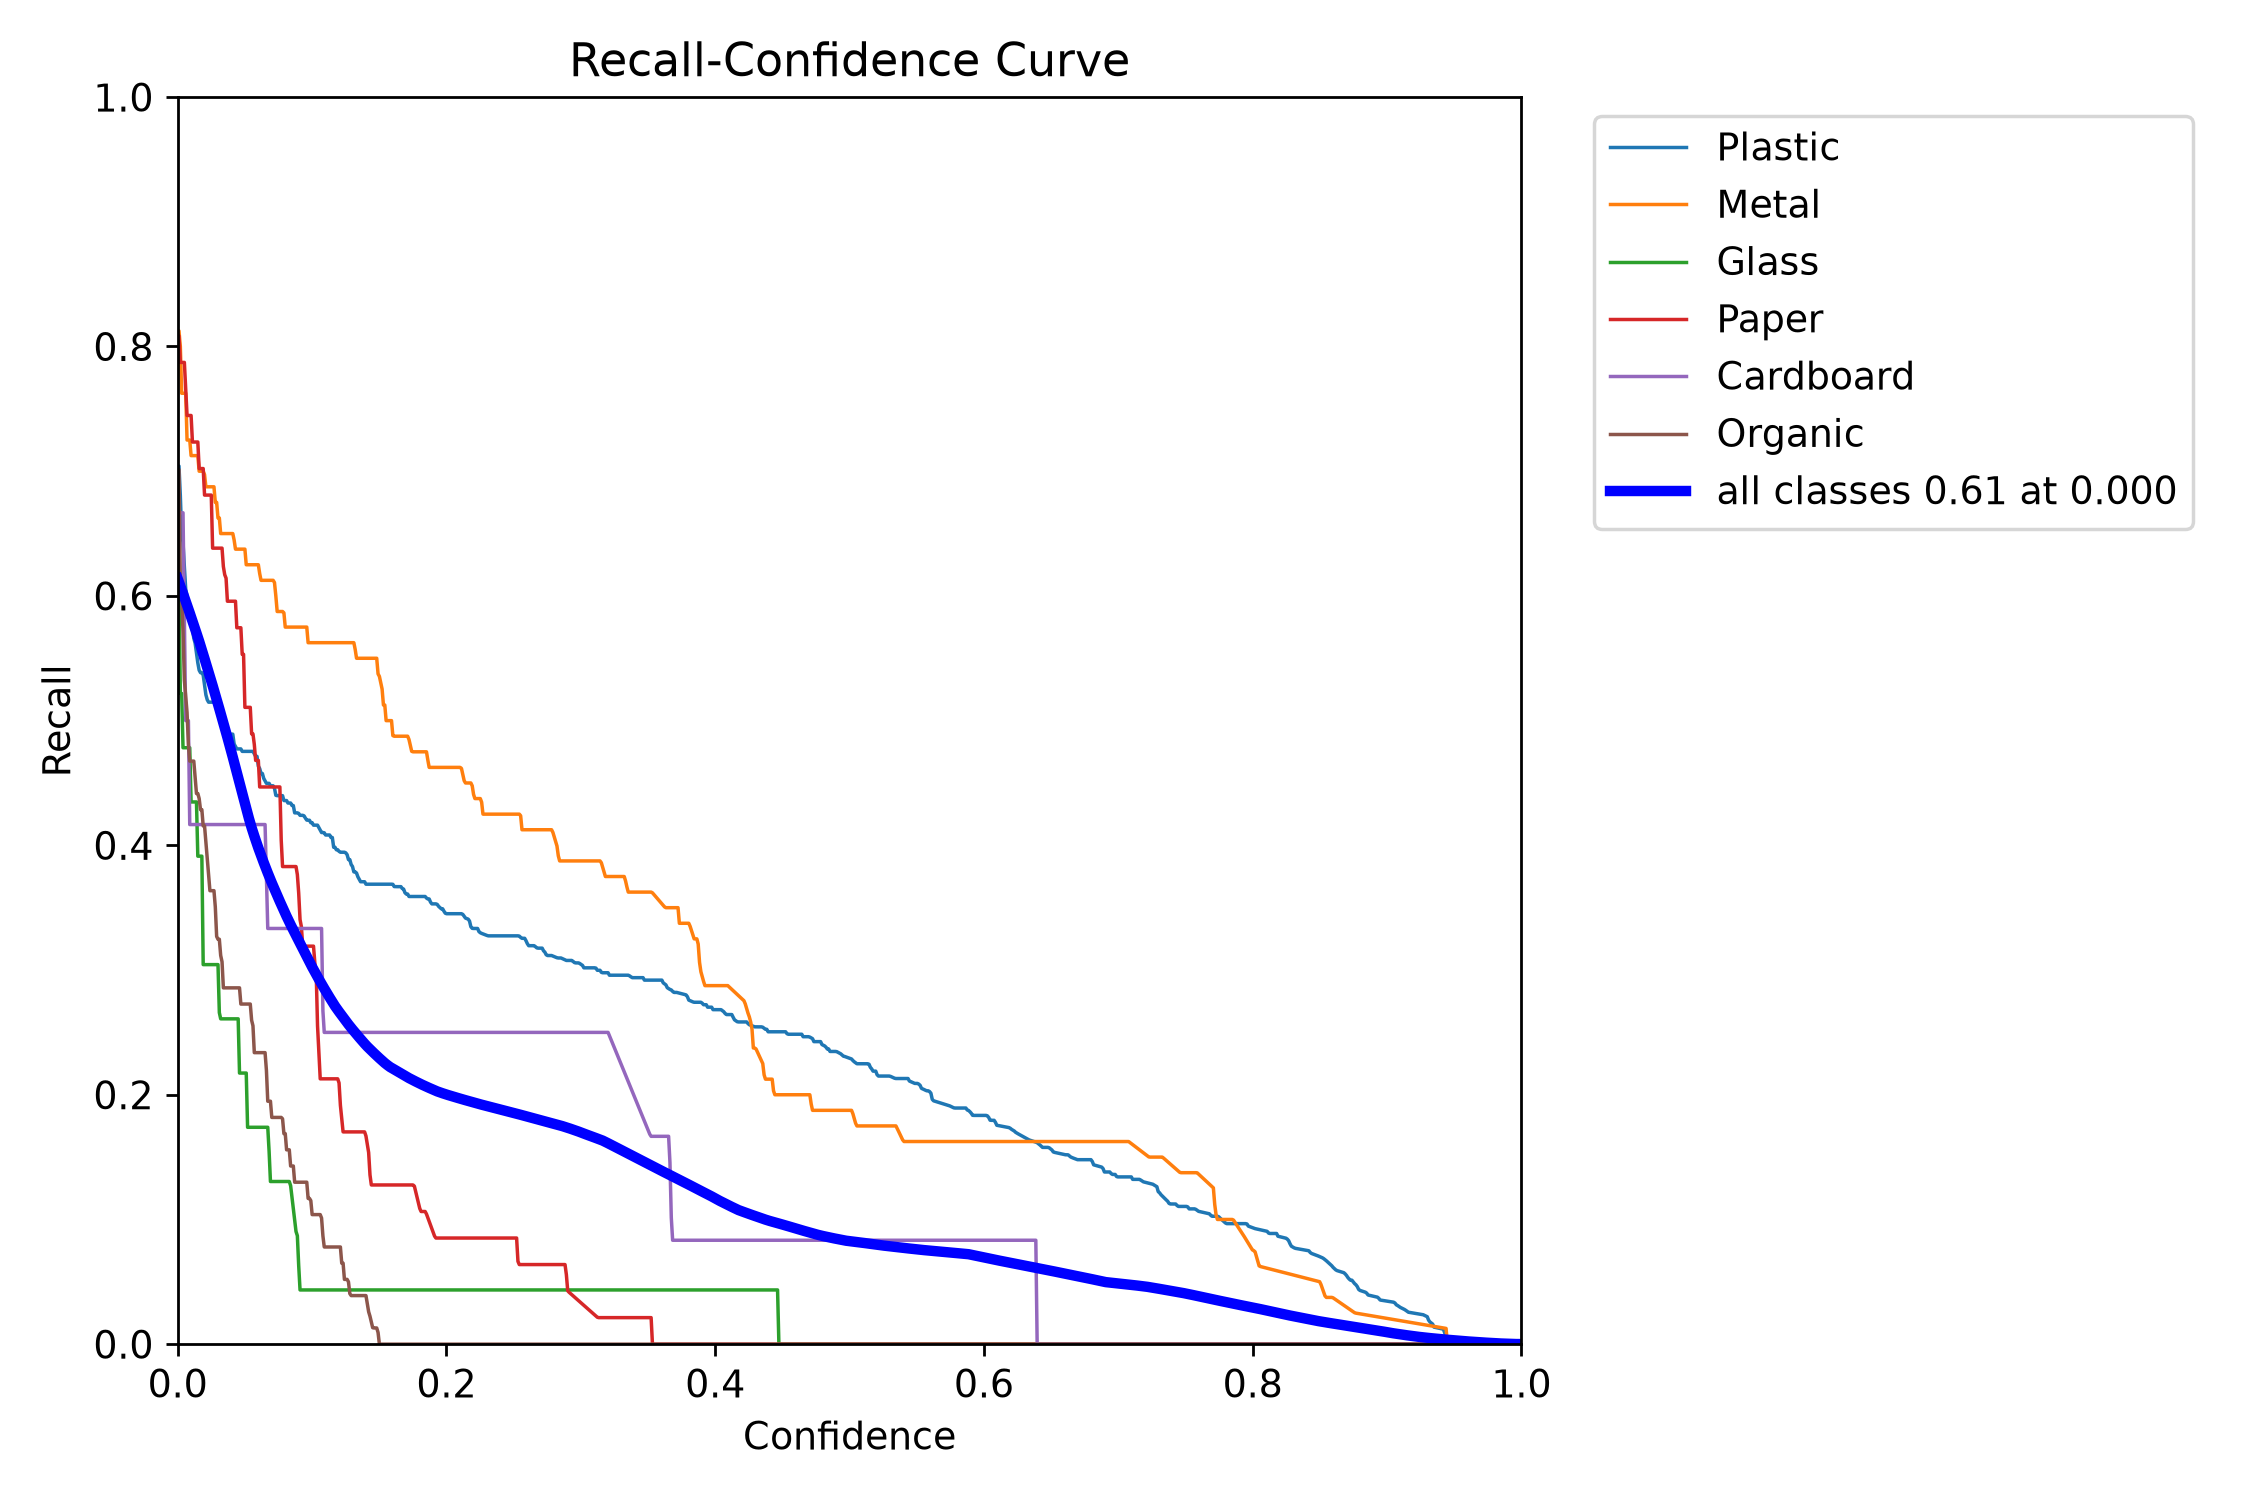 Recall-Confidence Curve
1.0
0.8
0.6
0.4
0.2
0.0
Recall
0.0 0.2 0.4 0.6 0.8 1.0
Confidence
Plastic
Metal
Glass
Paper
Cardboard
Organic
all classes 0.61 at 0.000